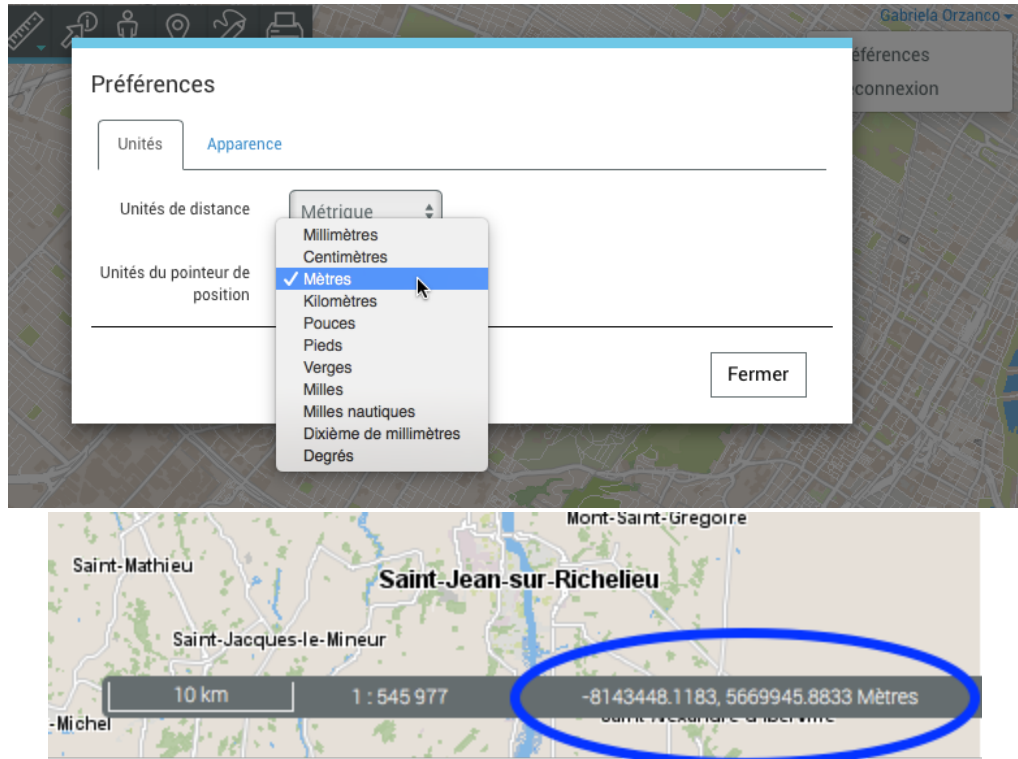 Gabriela Orzanco
éférences
connexion
Préférences
Unités
Apparence
Unités de distance
Métrique
Unités du pointeur de
position
Millimètres
Centimètres
✓ Mètres
Kilomètres
Pouces
Pieds
Verges
Milles
Milles nautiques
Dixième de millimètres
Degrés
Fermer
Mont-Saint-Gregoire
Saint-Mathieu
Saint-Jean-sur-Richelieu
Saint-Jacques-le-Mineur
10 km
1 : 545 977
-8143448.1183, 5669945.8833 Mètres
-Michel